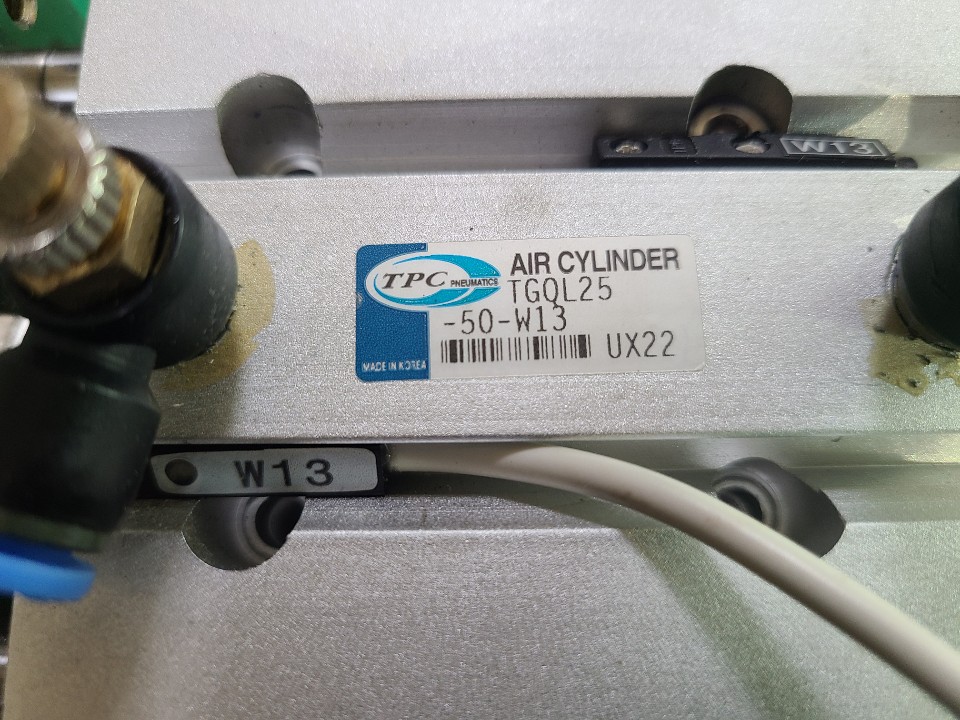 W13
TPC PNEUMATICS
AIR CYLINDER
TGQL25
-50-W13
UX22
MADE IN KOREA
W13